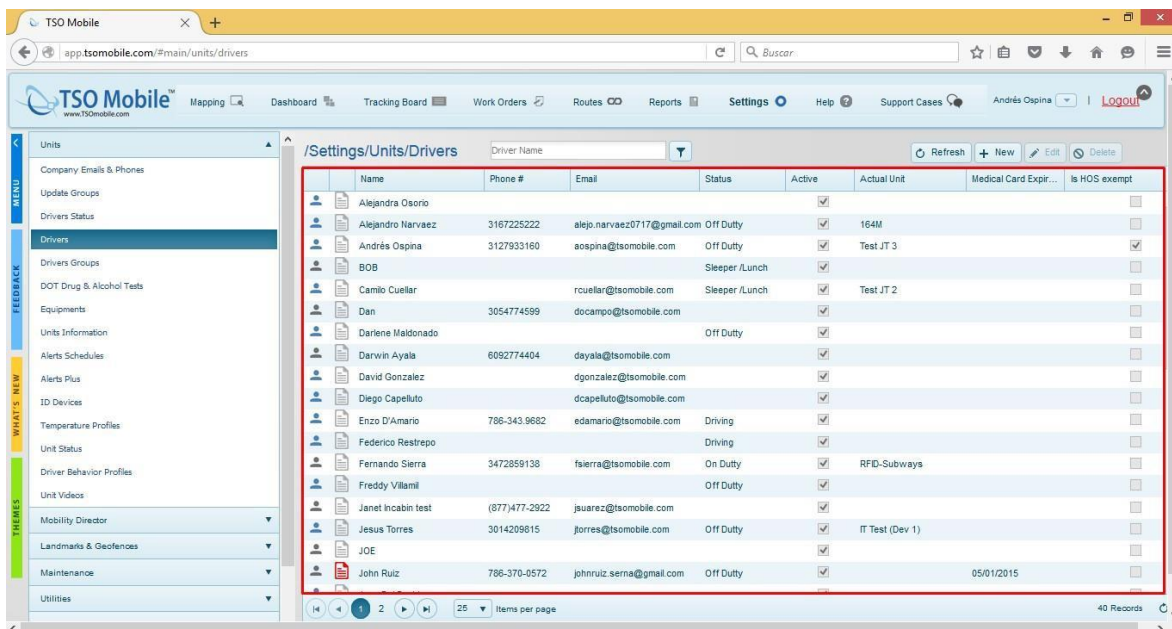 TSO Mobile
app.tsomobile.com/#main/units/drivers
Buscar
TSO Mobile™
www.TSOmobile.com
Mapping Dashboard Tracking Board Work Orders Routes Reports Settings Help Support Cases Andrés Ospina | Logout
MENU
FEEDBACK
WHAT'S NEW
THEMES
Units
Company Emails & Phones
Update Groups
Drivers Status
Drivers
Drivers Groups
DOT Drug & Alcohol Tests
Equipments
Units Information
Alerts Schedules
Alerts Plus
ID Devices
Temperature Profiles
Unit Status
Driver Behavior Profiles
Unit Videos
Mobility Director
Landmarks & Geofences
Maintenance
Utilities
/Settings/Units/Drivers Driver Name Refresh New Edit Delete
Name Phone # Email Status Active Actual Unit Medical Card Expir... Is HOS exempt
Alejandra Osorio
Alejandro Narvaez 3167225222 alejo.narvaez0717@gmail.com Off Dutty 164M
Andrés Ospina 3127933160 aospina@tsomobile.com Off Dutty Test JT 3
BOB Sleeper /Lunch
Camilo Cuellar rcuellar@tsomobile.com Sleeper /Lunch Test JT 2
Dan 3054774599 docampo@tsomobile.com
Darlene Maldonado Off Dutty
Darwin Ayala 6092774404 dayala@tsomobile.com
David Gonzalez dgonzalez@tsomobile.com
Diego Capelluto dcapelluto@tsomobile.com
Enzo D'Amario 786-343.9682 edamario@tsomobile.com Driving
Federico Restrepo Driving
Fernando Sierra 3472859138 fsierra@tsomobile.com On Dutty RFID-Subways
Freddy Villamil Off Dutty
Janet Incabin test (877)477-2922 jsuarez@tsomobile.com
Jesus Torres 3014209815 jtorres@tsomobile.com Off Dutty IT Test (Dev 1)
JOE
John Ruiz 786-370-0572 johnruiz.serna@gmail.com Off Dutty 05/01/2015
1 2 25 Items per page 40 Records